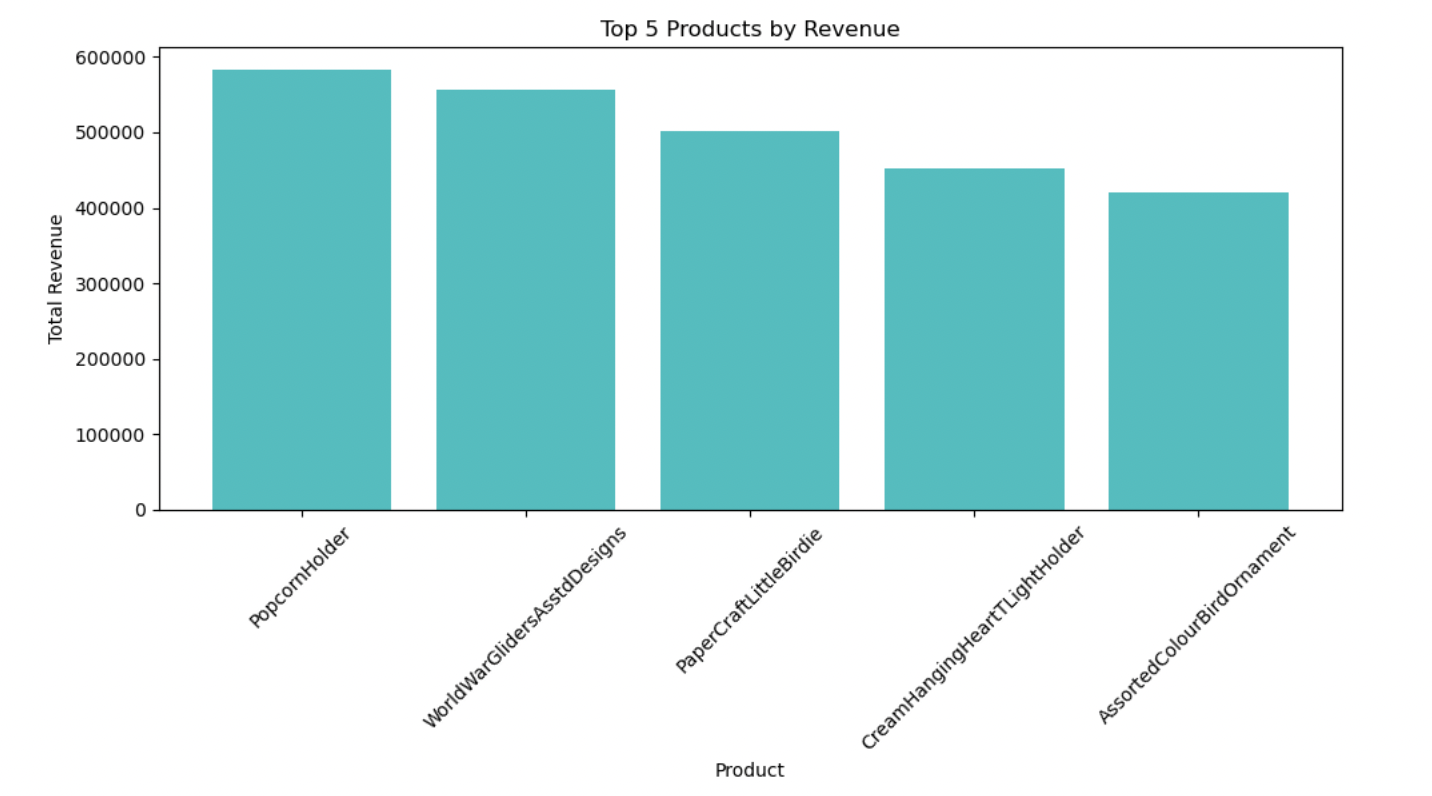 Top 5 Products by Revenue
600000
500000
400000
300000
200000
100000
0
Total Revenue
PopcornHolder
WorldWarGlidersAsstdDesigns
PaperCraftLittleBirdie
CreamHangingHeartTLightHolder
AssortedColourBirdOrnament
Product